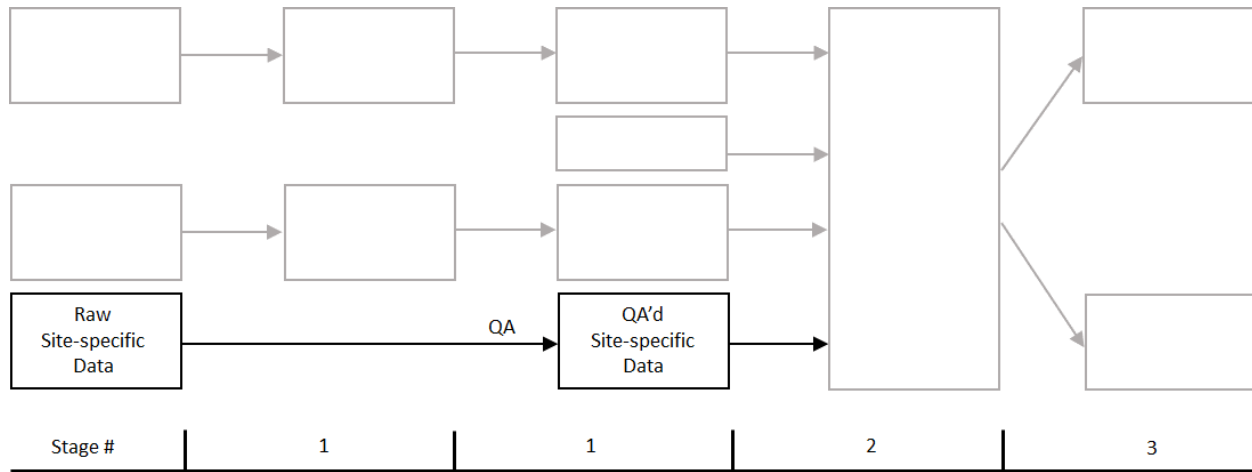 Raw
Site-specific
Data
QA
QA’d
Site-specific
Data
Stage #
1
1
2
3